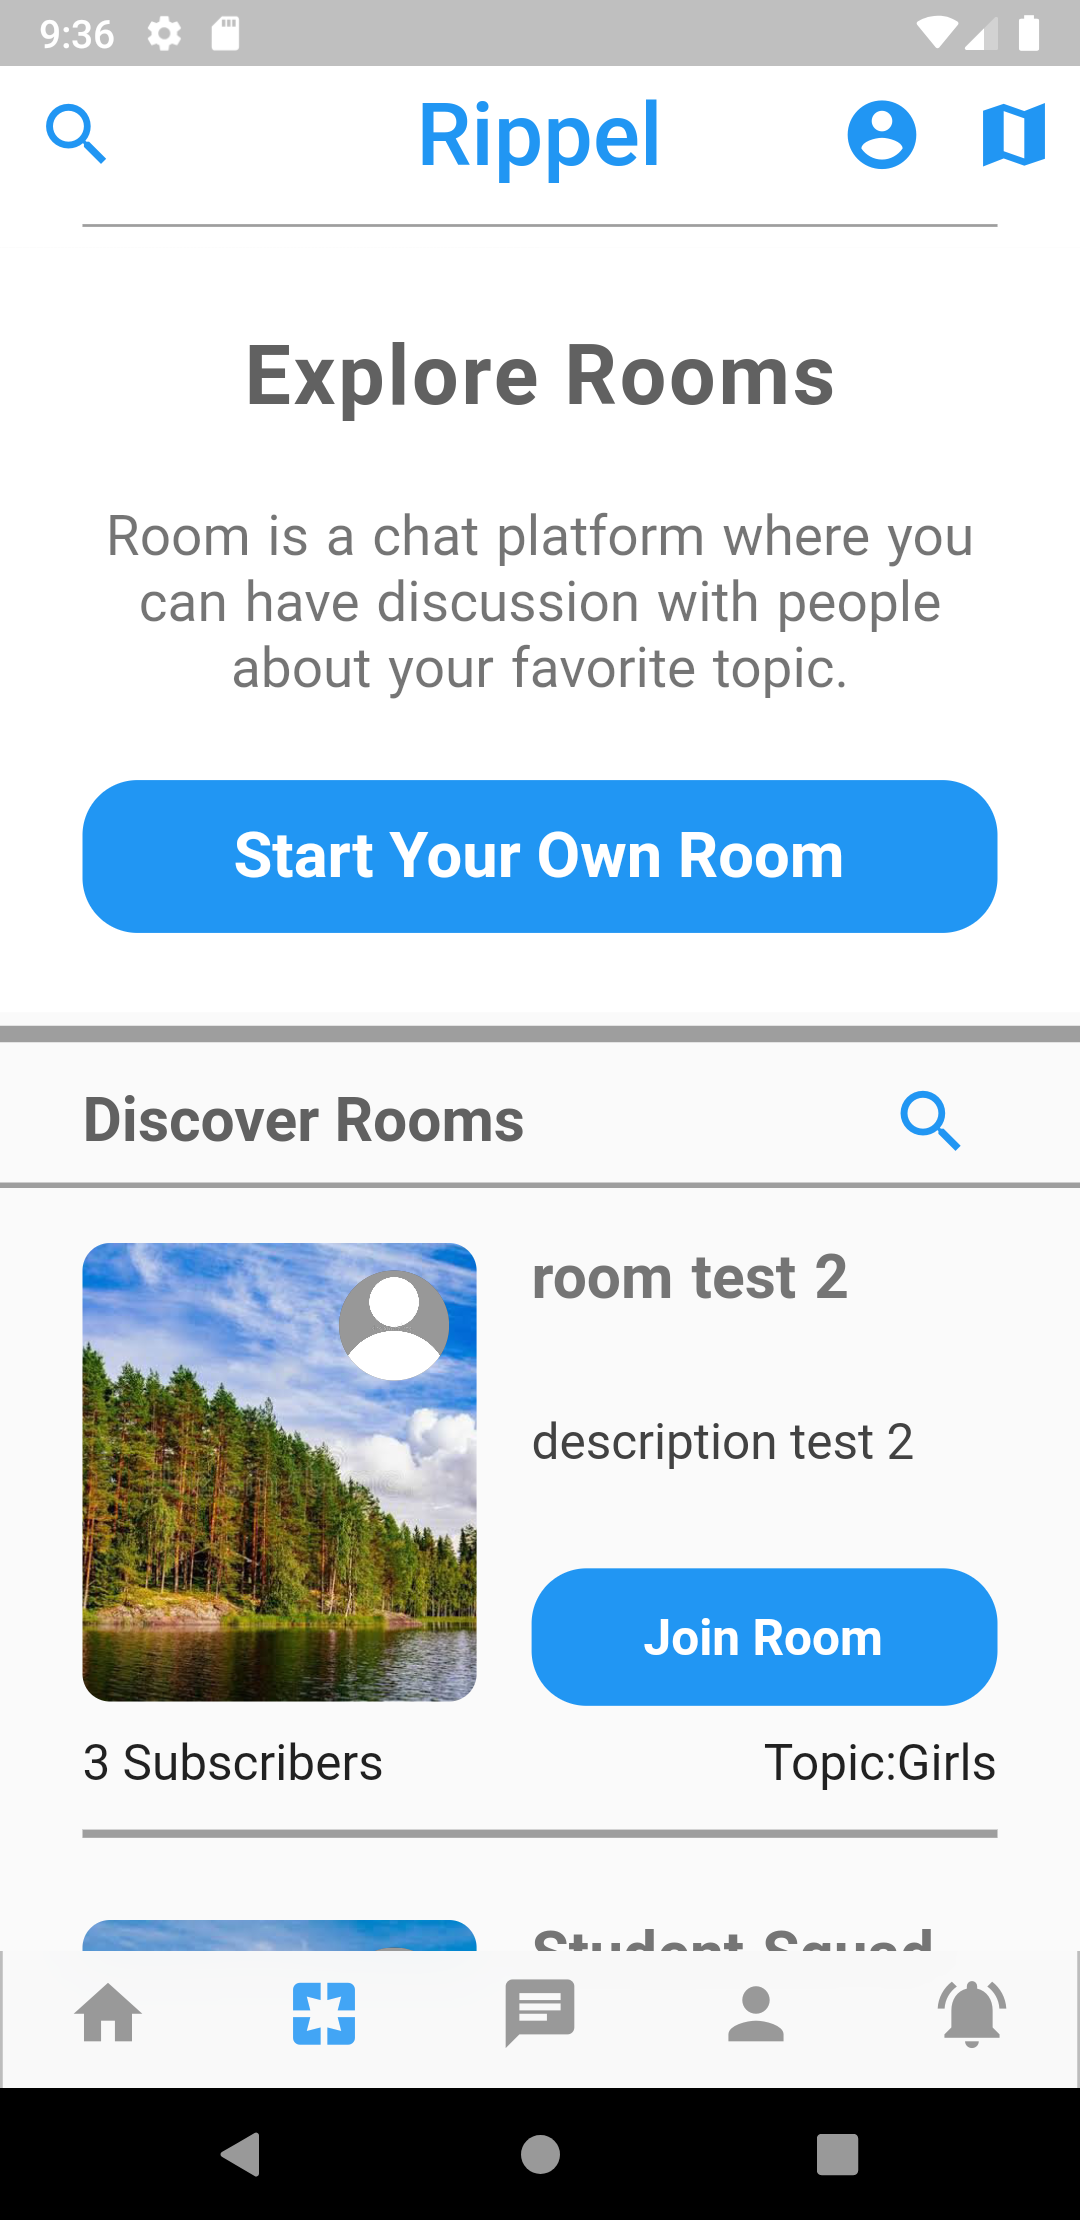 9:36
Rippel
Explore Rooms
Room is a chat platform where you
can have discussion with people
about your favorite topic.
Start Your Own Room
Discover Rooms
room test 2
description test 2
Join Room
3 Subscribers
Topic:Girls
Student Squad